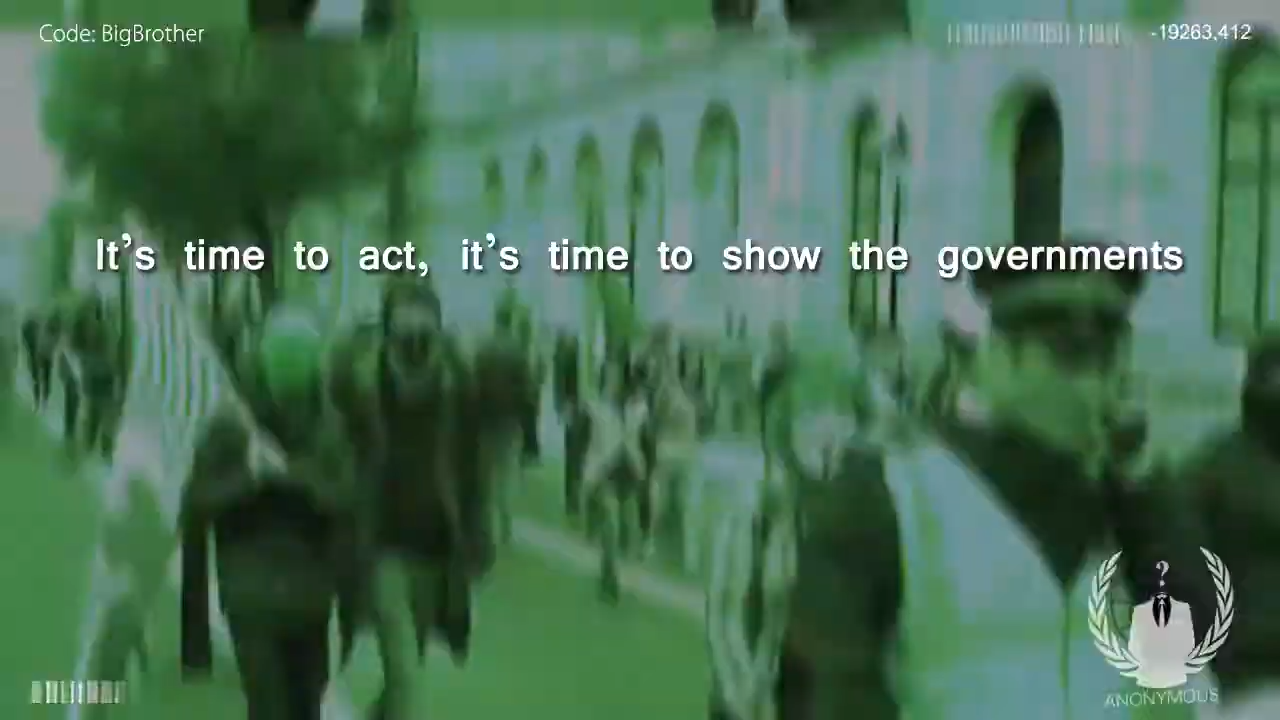 Code: BigBrother
-19263,412
It’s time to act, it’s time to show the governments
?
ANONYMOUS